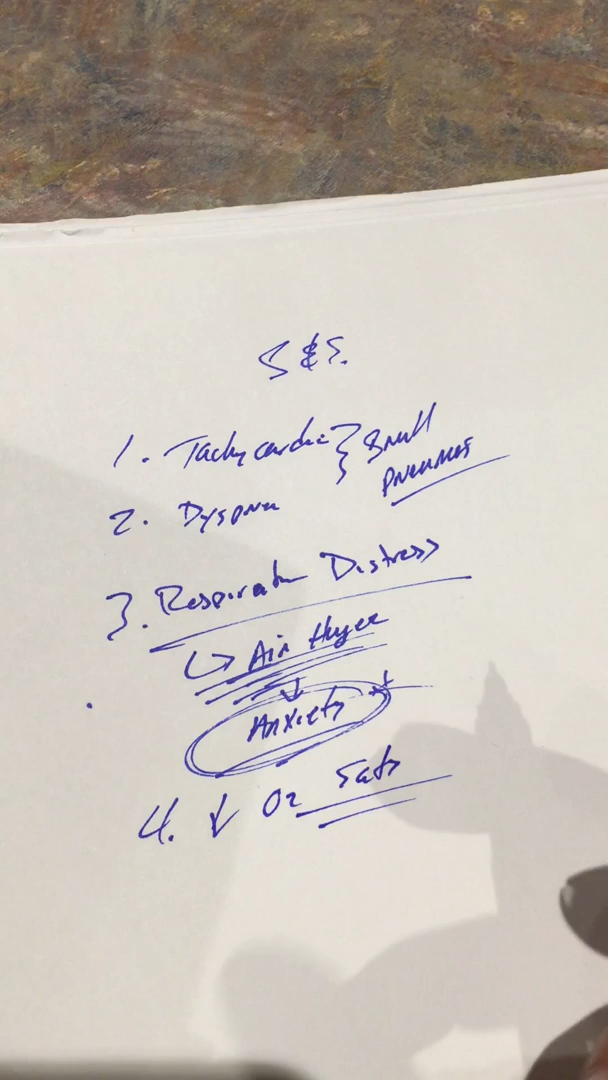 S & S.
1. Tachycardia } Small
Pneumos
2. Dyspnea
3. Respiratory Distress
↳ Air Hunger
↓
Anxiety
4. ↓ O2 Sats